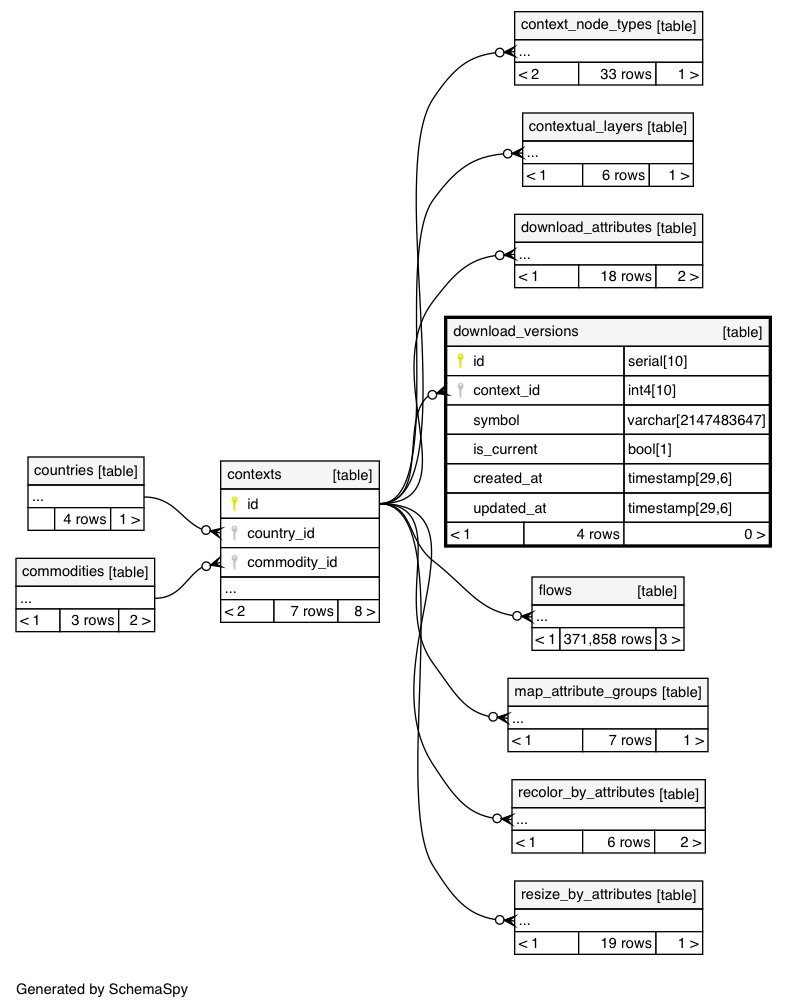 context_node_types [table]
...
< 2 33 rows 1 >
contextual_layers [table]
...
< 1 6 rows 1 >
download_attributes [table]
...
< 1 18 rows 2 >
download_versions [table]
id serial[10]
context_id int4[10]
symbol varchar[2147483647]
is_current bool[1]
created_at timestamp[29,6]
updated_at timestamp[29,6]
< 1 4 rows 0 >
countries [table]
...
4 rows 1 >
commodities [table]
...
< 1 3 rows 2 >
contexts [table]
id
country_id
commodity_id
...
< 2 7 rows 8 >
flows [table]
...
< 1 371,858 rows 3 >
map_attribute_groups [table]
...
< 1 7 rows 1 >
recolor_by_attributes [table]
...
< 1 6 rows 2 >
resize_by_attributes [table]
...
< 1 19 rows 1 >
Generated by SchemaSpy